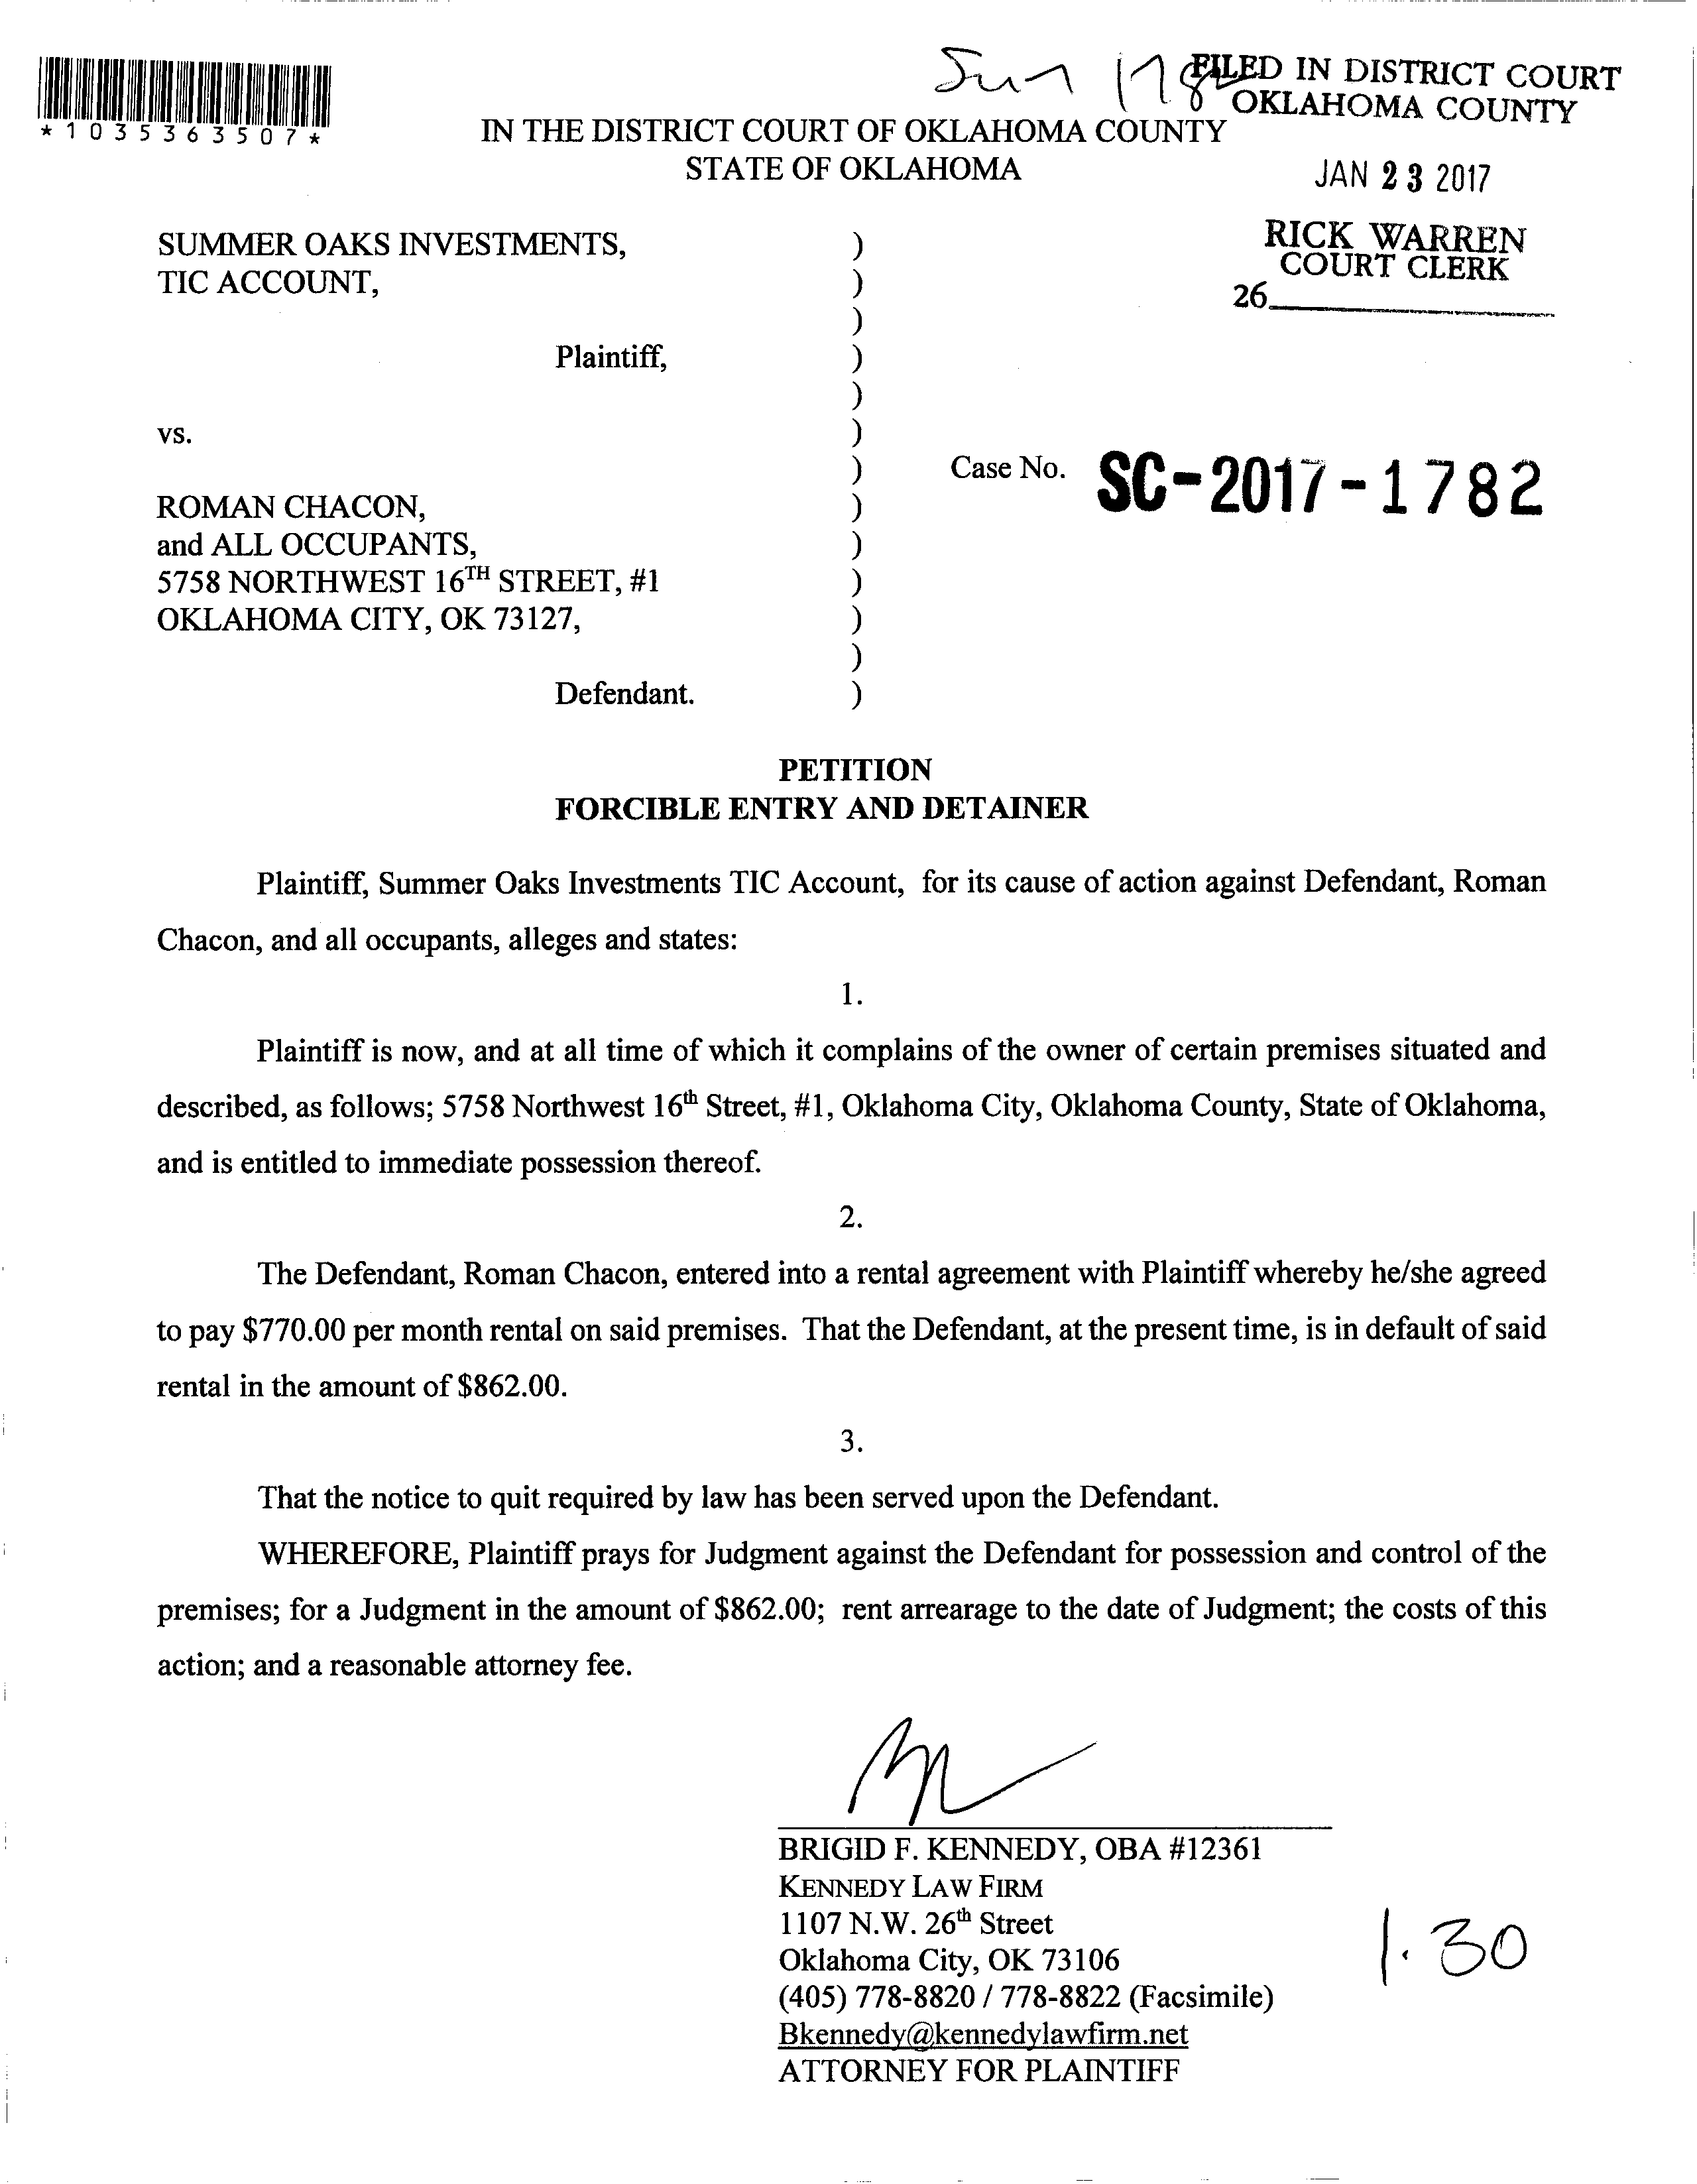 *1035363507*
FILED IN DISTRICT COURT
OKLAHOMA COUNTY
IN THE DISTRICT COURT OF OKLAHOMA COUNTY
STATE OF OKLAHOMA
JAN 23 2017
RICK WARREN
COURT CLERK
26
SUMMER OAKS INVESTMENTS, )
TIC ACCOUNT, )
)
Plaintiff, )
)
vs. )
) Case No. SC-2017-1782
ROMAN CHACON, )
and ALL OCCUPANTS, )
5758 NORTHWEST 16TH STREET, #1 )
OKLAHOMA CITY, OK 73127, )
)
Defendant. )
PETITION
FORCIBLE ENTRY AND DETAINER
Plaintiff, Summer Oaks Investments TIC Account, for its cause of action against Defendant, Roman
Chacon, and all occupants, alleges and states:
1.
Plaintiff is now, and at all time of which it complains of the owner of certain premises situated and
described, as follows; 5758 Northwest 16th Street, #1, Oklahoma City, Oklahoma County, State of Oklahoma,
and is entitled to immediate possession thereof.
2.
The Defendant, Roman Chacon, entered into a rental agreement with Plaintiff whereby he/she agreed
to pay $770.00 per month rental on said premises. That the Defendant, at the present time, is in default of said
rental in the amount of $862.00.
3.
That the notice to quit required by law has been served upon the Defendant.
WHEREFORE, Plaintiff prays for Judgment against the Defendant for possession and control of the
premises; for a Judgment in the amount of $862.00; rent arrearage to the date of Judgment; the costs of this
action; and a reasonable attorney fee.
BRIGID F. KENNEDY, OBA #12361
KENNEDY LAW FIRM
1107 N.W. 26th Street
Oklahoma City, OK 73106
(405) 778-8820 / 778-8822 (Facsimile)
Bkennedy@kennedylawfirm.net
ATTORNEY FOR PLAINTIFF
1.30